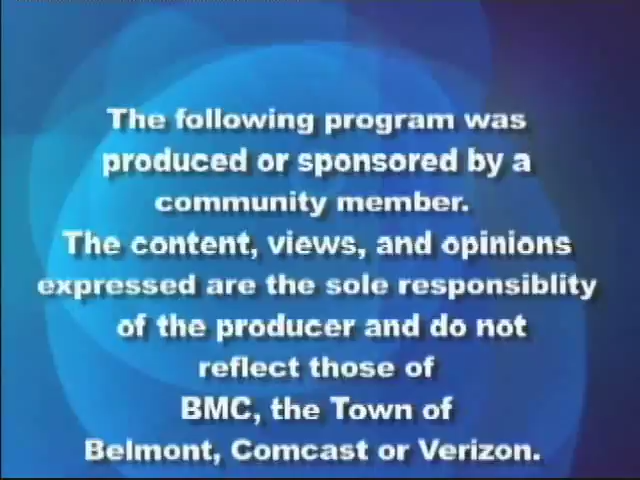 The following program was
produced or sponsored by a
community member.
The content, views, and opinions
expressed are the sole responsiblity
of the producer and do not
reflect those of
BMC, the Town of
Belmont, Comcast or Verizon.